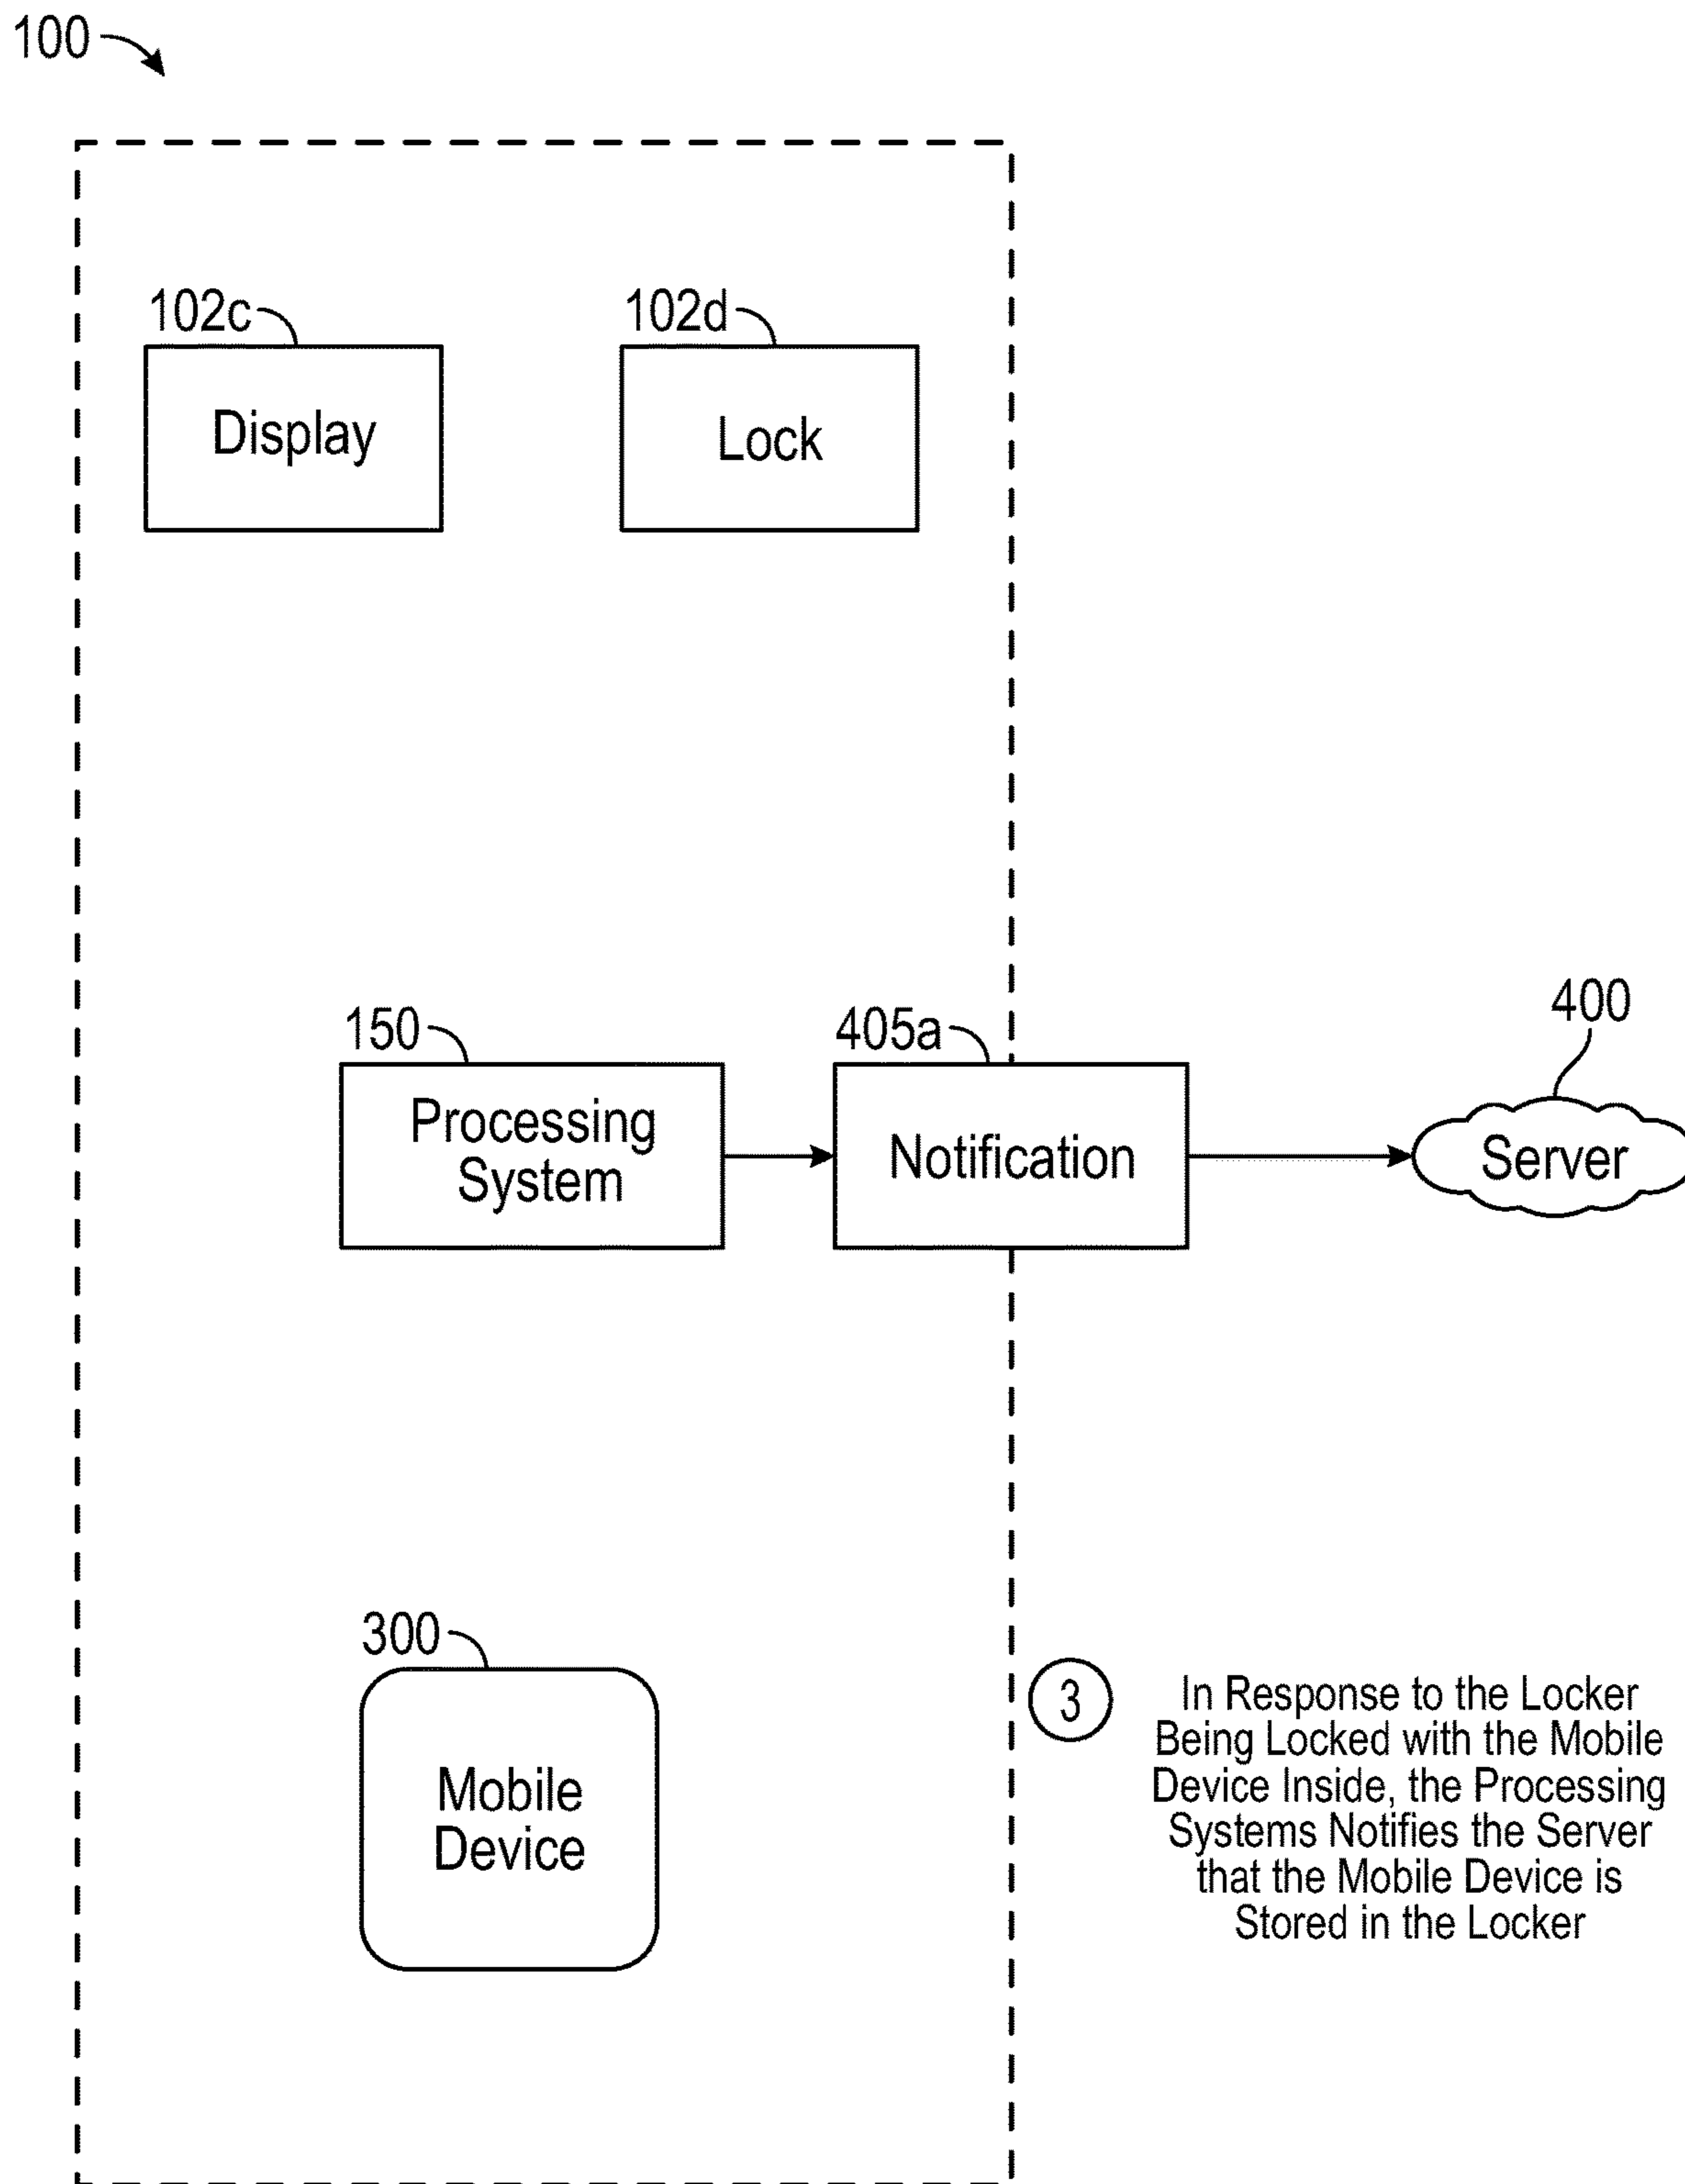 100
102c
102d
Display
Lock
150
405a
400
Processing
System
Notification
Server
300
Mobile
Device
3
In Response to the Locker
Being Locked with the Mobile
Device Inside, the Processing
Systems Notifies the Server
that the Mobile Device is
Stored in the Locker